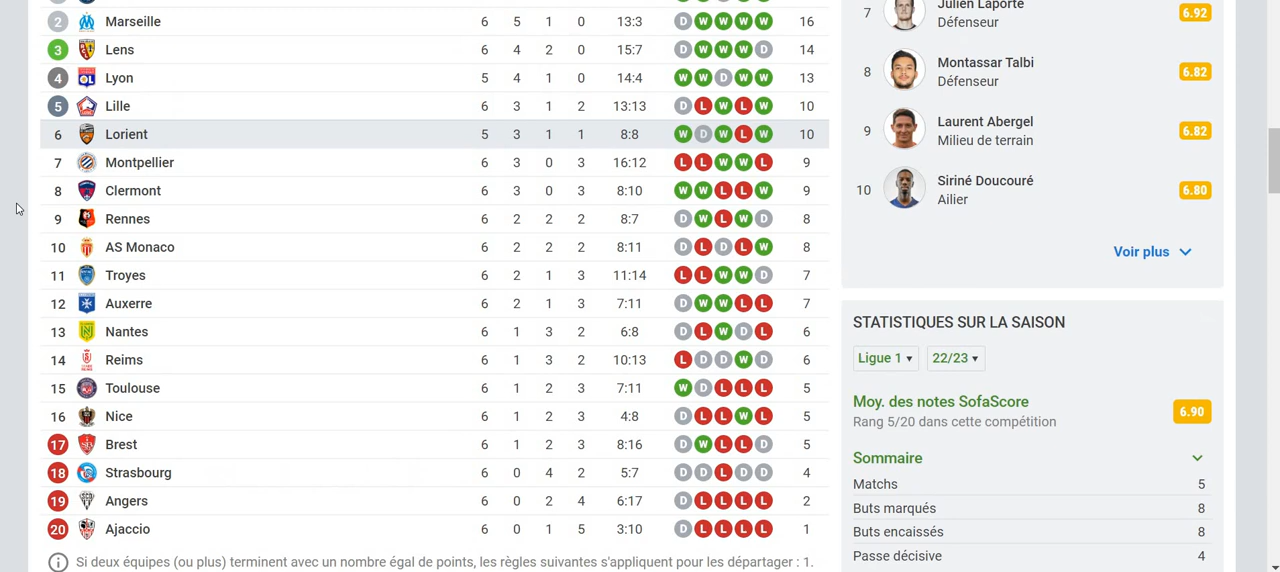 2 Marseille 6 5 1 0 13:3 D W W W W 16
3 Lens 6 4 2 0 15:7 D W W W D 14
4 Lyon 5 4 1 0 14:4 W W D W W 13
5 Lille 6 3 1 2 13:13 D L W L W 10
6 Lorient 5 3 1 1 8:8 W D W L W 10
7 Montpellier 6 3 0 3 16:12 L L W W L 9
8 Clermont 6 3 0 3 8:10 W W L L W 9
9 Rennes 6 2 2 2 8:7 D W L W D 8
10 AS Monaco 6 2 2 2 8:11 D L D L W 8
11 Troyes 6 2 1 3 11:14 L L W W D 7
12 Auxerre 6 2 1 3 7:11 D W W L L 7
13 Nantes 6 1 3 2 6:8 D L W D L 6
14 Reims 6 1 3 2 10:13 L D D W D 6
15 Toulouse 6 1 2 3 7:11 W D L L L 5
16 Nice 6 1 2 3 4:8 D L L W L 5
17 Brest 6 1 2 3 8:16 D W L L D 5
18 Strasbourg 6 0 4 2 5:7 D D L D D 4
19 Angers 6 0 2 4 6:17 D L L L L 2
20 Ajaccio 6 0 1 5 3:10 D L L L L 1
Si deux équipes (ou plus) terminent avec un nombre égal de points, les règles suivantes s'appliquent pour les départager : 1.
7 Julien Laporte 6.92
Défenseur
8 Montassar Talbi 6.82
Défenseur
9 Laurent Abergel 6.82
Milieu de terrain
10 Siriné Doucouré 6.80
Ailier
Voir plus
STATISTIQUES SUR LA SAISON
Ligue 1 22/23
Moy. des notes SofaScore 6.90
Rang 5/20 dans cette compétition
Sommaire
Matchs 5
Buts marqués 8
Buts encaissés 8
Passe décisive 4